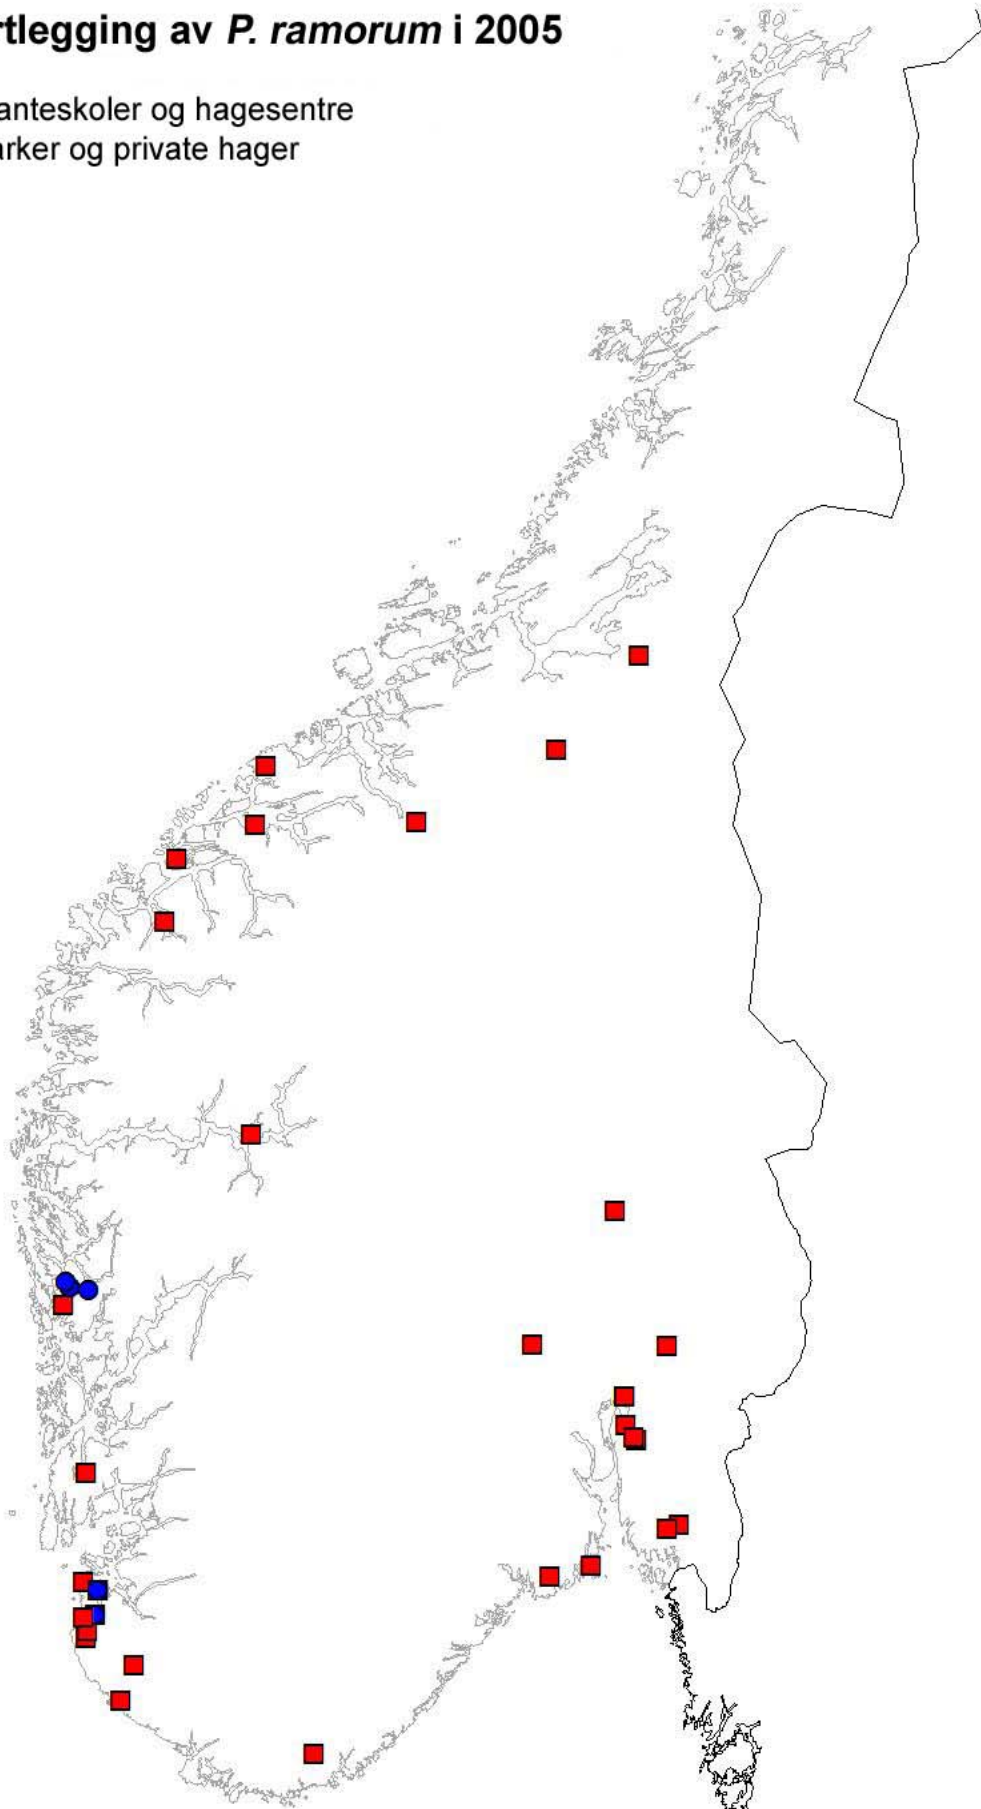 rtlegging av P. ramorum i 2005
anteskoler og hagesentre
arker og private hager